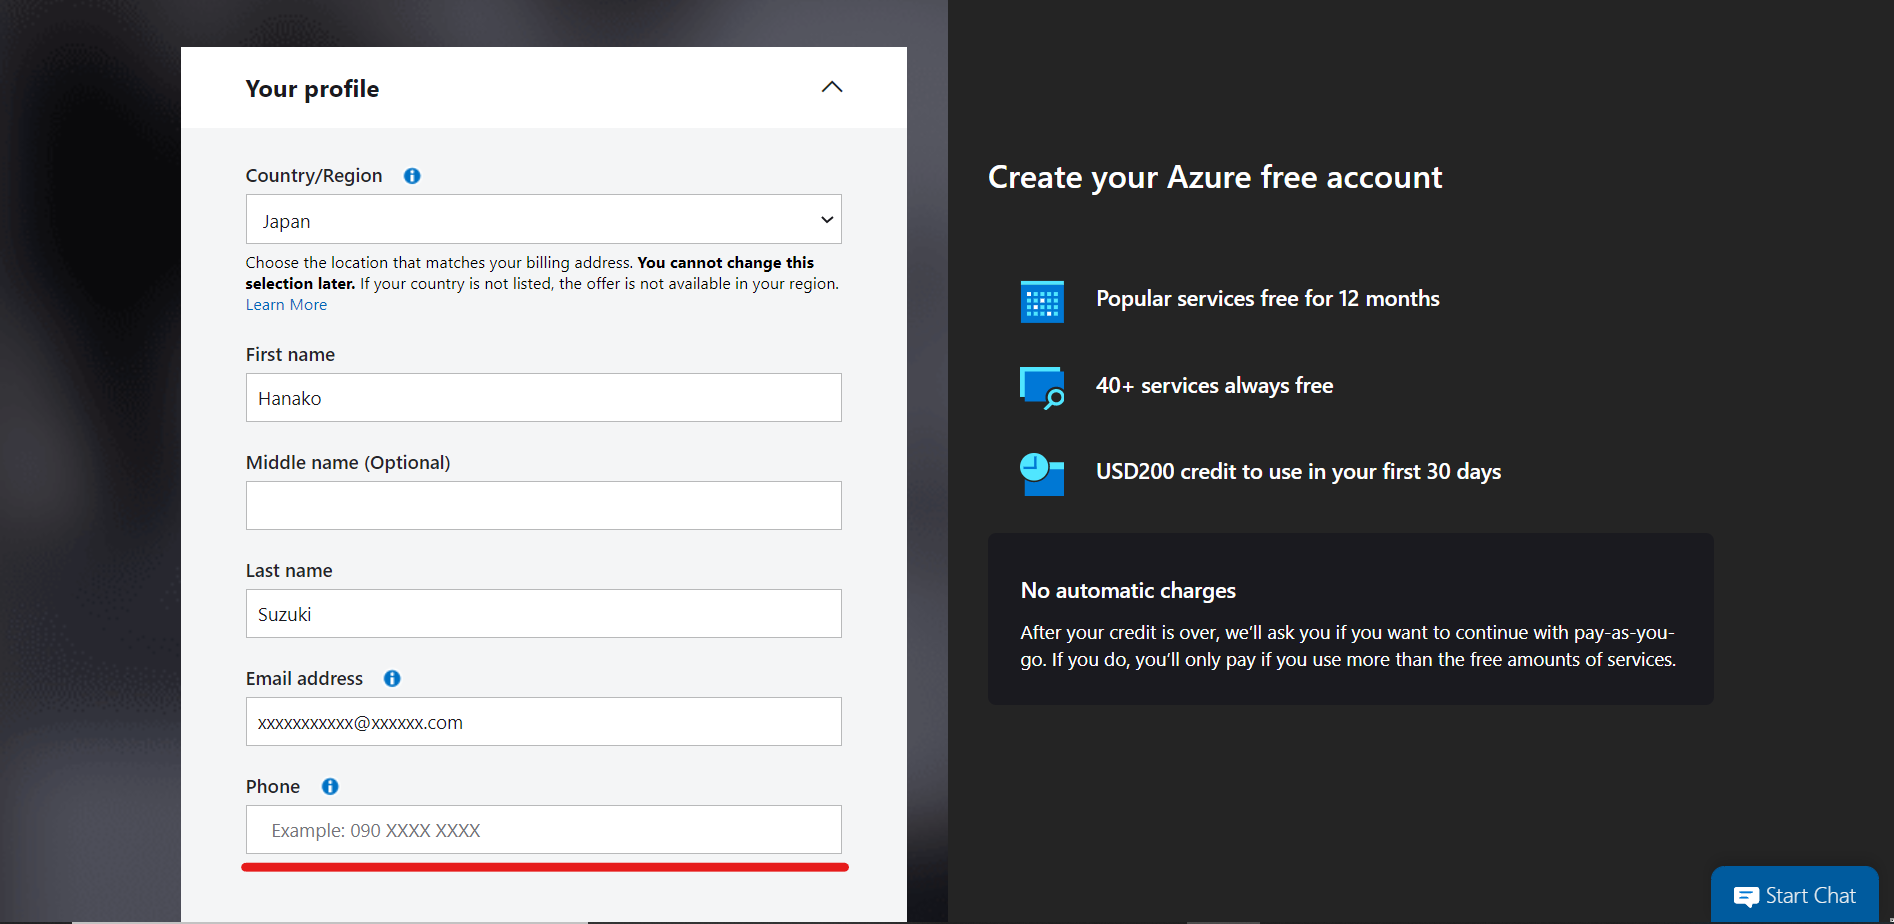 Your profile
Country/Region
Japan
Choose the location that matches your billing address. You cannot change this
selection later. If your country is not listed, the offer is not available in your region.
Learn More
First name
Hanako
Middle name (Optional)
Last name
Suzuki
Email address
xxxxxxxxxxx@xxxxxx.com
Phone
Example: 090 XXXX XXXX
Create your Azure free account
Popular services free for 12 months
40+ services always free
USD200 credit to use in your first 30 days
No automatic charges
After your credit is over, we’ll ask you if you want to continue with pay-as-you-
go. If you do, you’ll only pay if you use more than the free amounts of services.
Start Chat